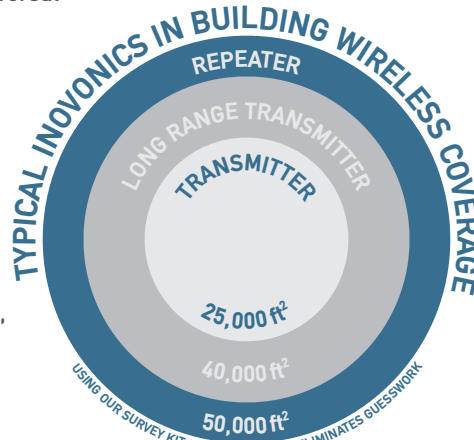 TYPICAL INOVONICS IN BUILDING WIRELESS COVERAGE
REPEATER
LONG RANGE TRANSMITTER
TRANSMITTER
25,000 ft²
40,000 ft²
50,000 ft²
USING OUR SURVEY KIT ELIMINATES GUESSWORK